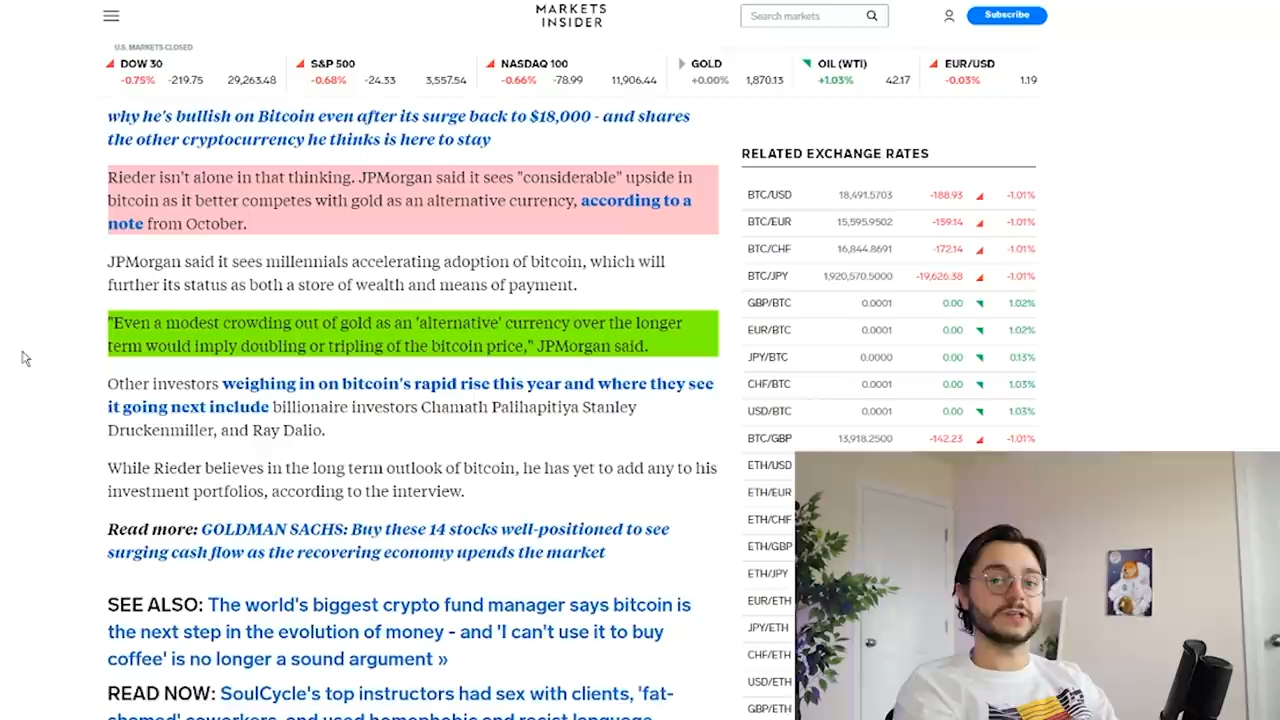 MARKETS
INSIDER
Search markets
Subscribe
U.S. MARKETS CLOSED
DOW 30
-0.75% -219.75 29,263.48
S&P 500
-0.68% -24.33 3,557.54
NASDAQ 100
-0.66% -78.99 11,906.44
GOLD
+0.00% 1,870.13
OIL (WTI)
+1.03% 42.17
EUR/USD
-0.03% 1.19
why he's bullish on Bitcoin even after its surge back to $18,000 - and shares
the other cryptocurrency he thinks is here to stay
Rieder isn't alone in that thinking. JPMorgan said it sees "considerable" upside in
bitcoin as it better competes with gold as an alternative currency, according to a
note from October.
JPMorgan said it sees millennials accelerating adoption of bitcoin, which will
further its status as both a store of wealth and means of payment.
"Even a modest crowding out of gold as an 'alternative' currency over the longer
term would imply doubling or tripling of the bitcoin price," JPMorgan said.
Other investors weighing in on bitcoin's rapid rise this year and where they see
it going next include billionaire investors Chamath Palihapitiya Stanley
Druckenmiller, and Ray Dalio.
While Rieder believes in the long term outlook of bitcoin, he has yet to add any to his
investment portfolios, according to the interview.
Read more: GOLDMAN SACHS: Buy these 14 stocks well-positioned to see
surging cash flow as the recovering economy upends the market
SEE ALSO: The world's biggest crypto fund manager says bitcoin is
the next step in the evolution of money - and 'I can't use it to buy
coffee' is no longer a sound argument »
READ NOW: SoulCycle's top instructors had sex with clients, 'fat-
shamed' coworkers, and used homophobic and racist language
RELATED EXCHANGE RATES
BTC/USD 18,491.5703 -188.93 -1.01%
BTC/EUR 15,595.9502 -159.14 -1.01%
BTC/CHF 16,844.8691 -172.14 -1.01%
BTC/JPY 1,920,570.5000 -19,626.38 -1.01%
GBP/BTC 0.0001 0.00 1.02%
EUR/BTC 0.0001 0.00 1.02%
JPY/BTC 0.0000 0.00 0.13%
CHF/BTC 0.0001 0.00 1.03%
USD/BTC 0.0001 0.00 1.03%
BTC/GBP 13,918.2500 -142.23 -1.01%
ETH/USD
ETH/EUR
ETH/CHF
ETH/GBP
ETH/JPY
EUR/ETH
JPY/ETH
CHF/ETH
USD/ETH
GBP/ETH